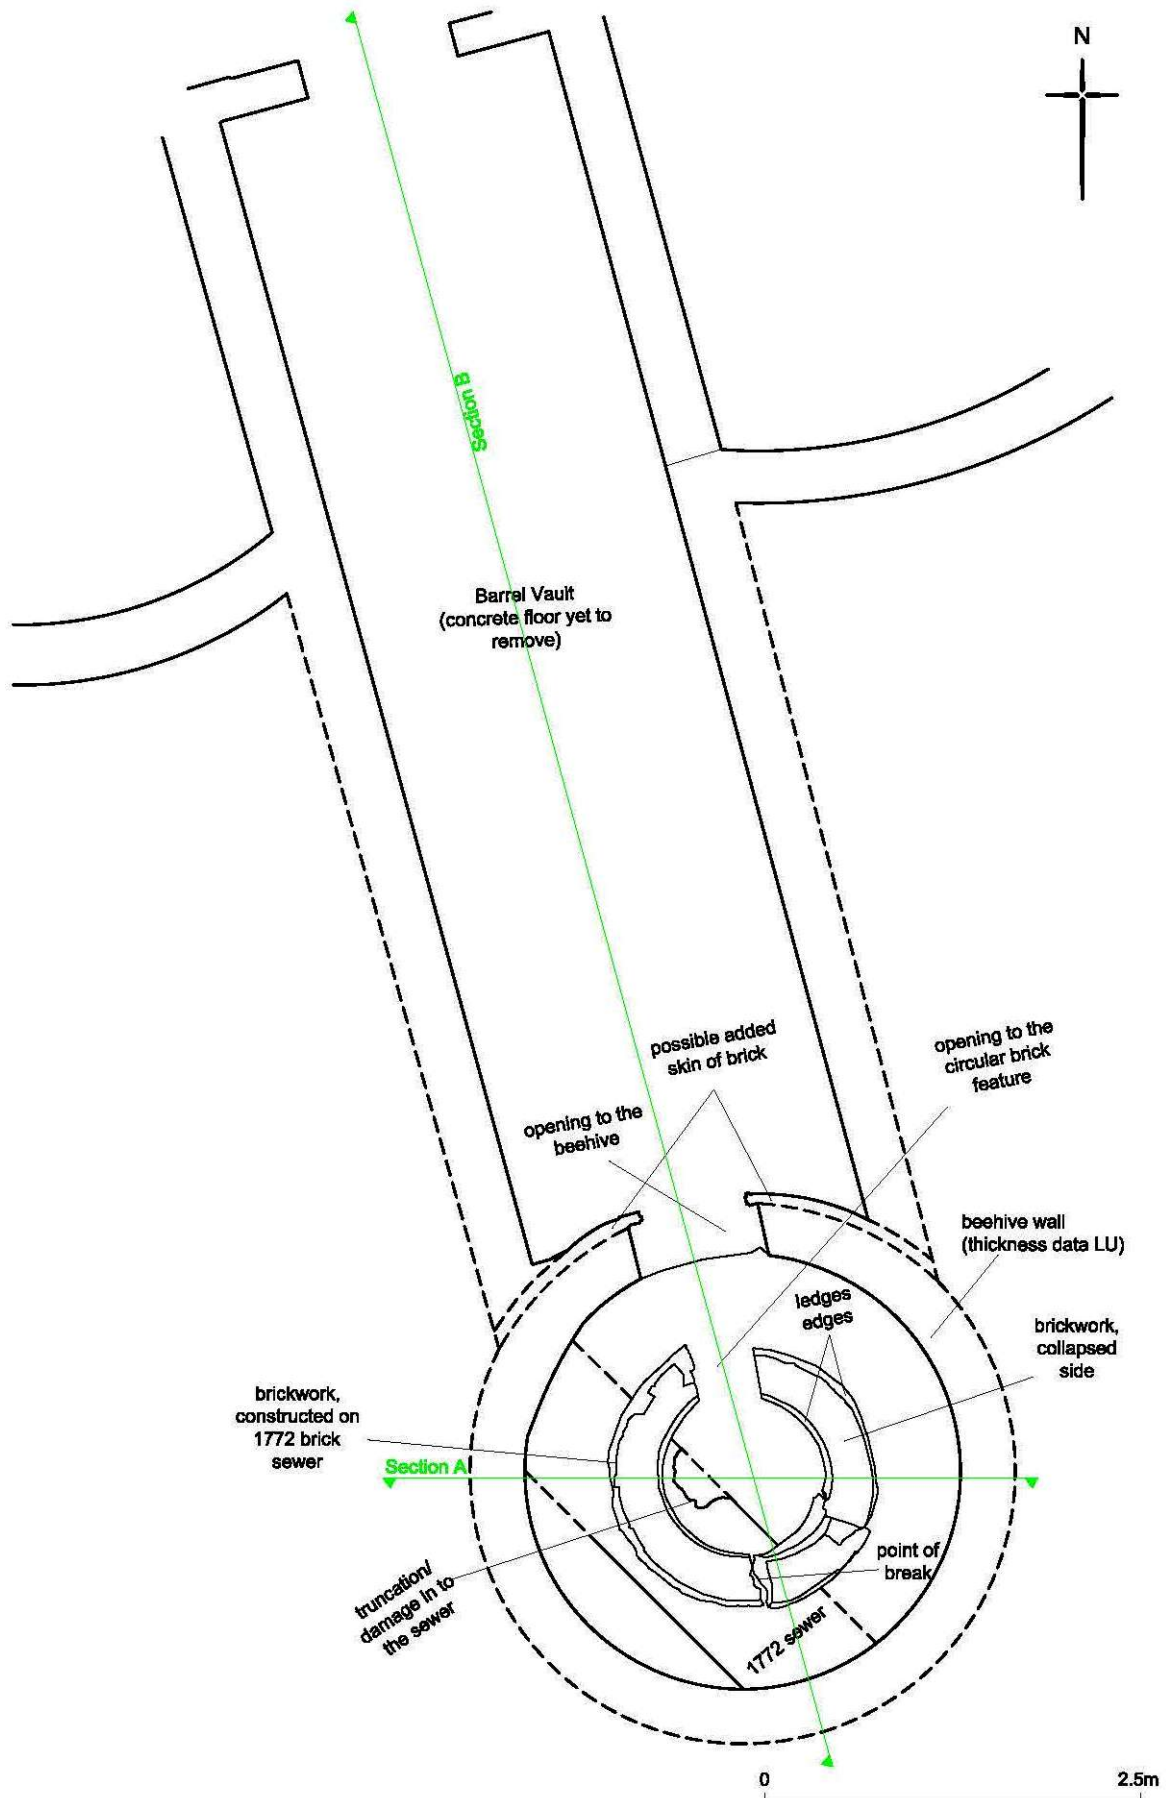 N
Section B
Barrel Vault
(concrete floor yet to
remove)
possible added
skin of brick
opening to the
circular brick
feature
opening to the
beehive
beehive wall
(thickness data LU)
ledges
edges
brickwork,
collapsed
side
brickwork,
constructed on
1772 brick
sewer
Section A
point of
break
truncation/
damage in to
the sewer
1772 sewer
0
2.5m